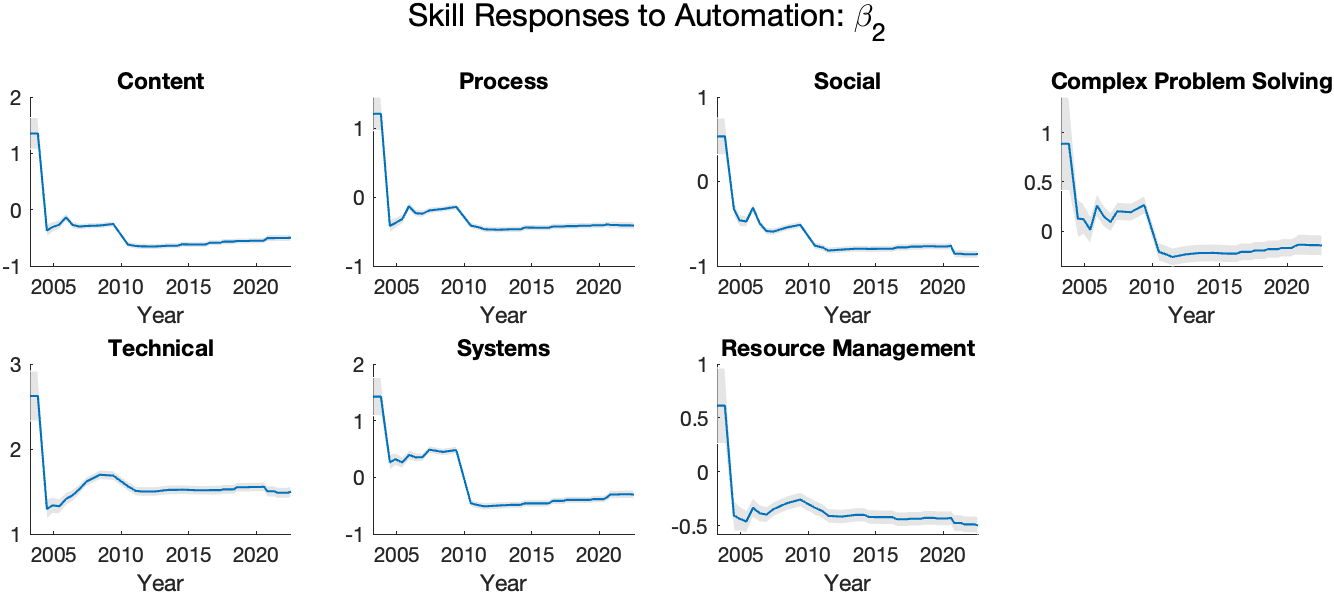 Skill Responses to Automation: β₂
Content
2
1
0
-1
2005 2010 2015 2020
Year
Process
1
0
-1
2005 2010 2015 2020
Year
Social
1
0
-1
2005 2010 2015 2020
Year
Complex Problem Solving
1
0.5
0
2005 2010 2015 2020
Year
Technical
3
2
1
2005 2010 2015 2020
Year
Systems
2
1
0
-1
2005 2010 2015 2020
Year
Resource Management
1
0.5
0
-0.5
2005 2010 2015 2020
Year